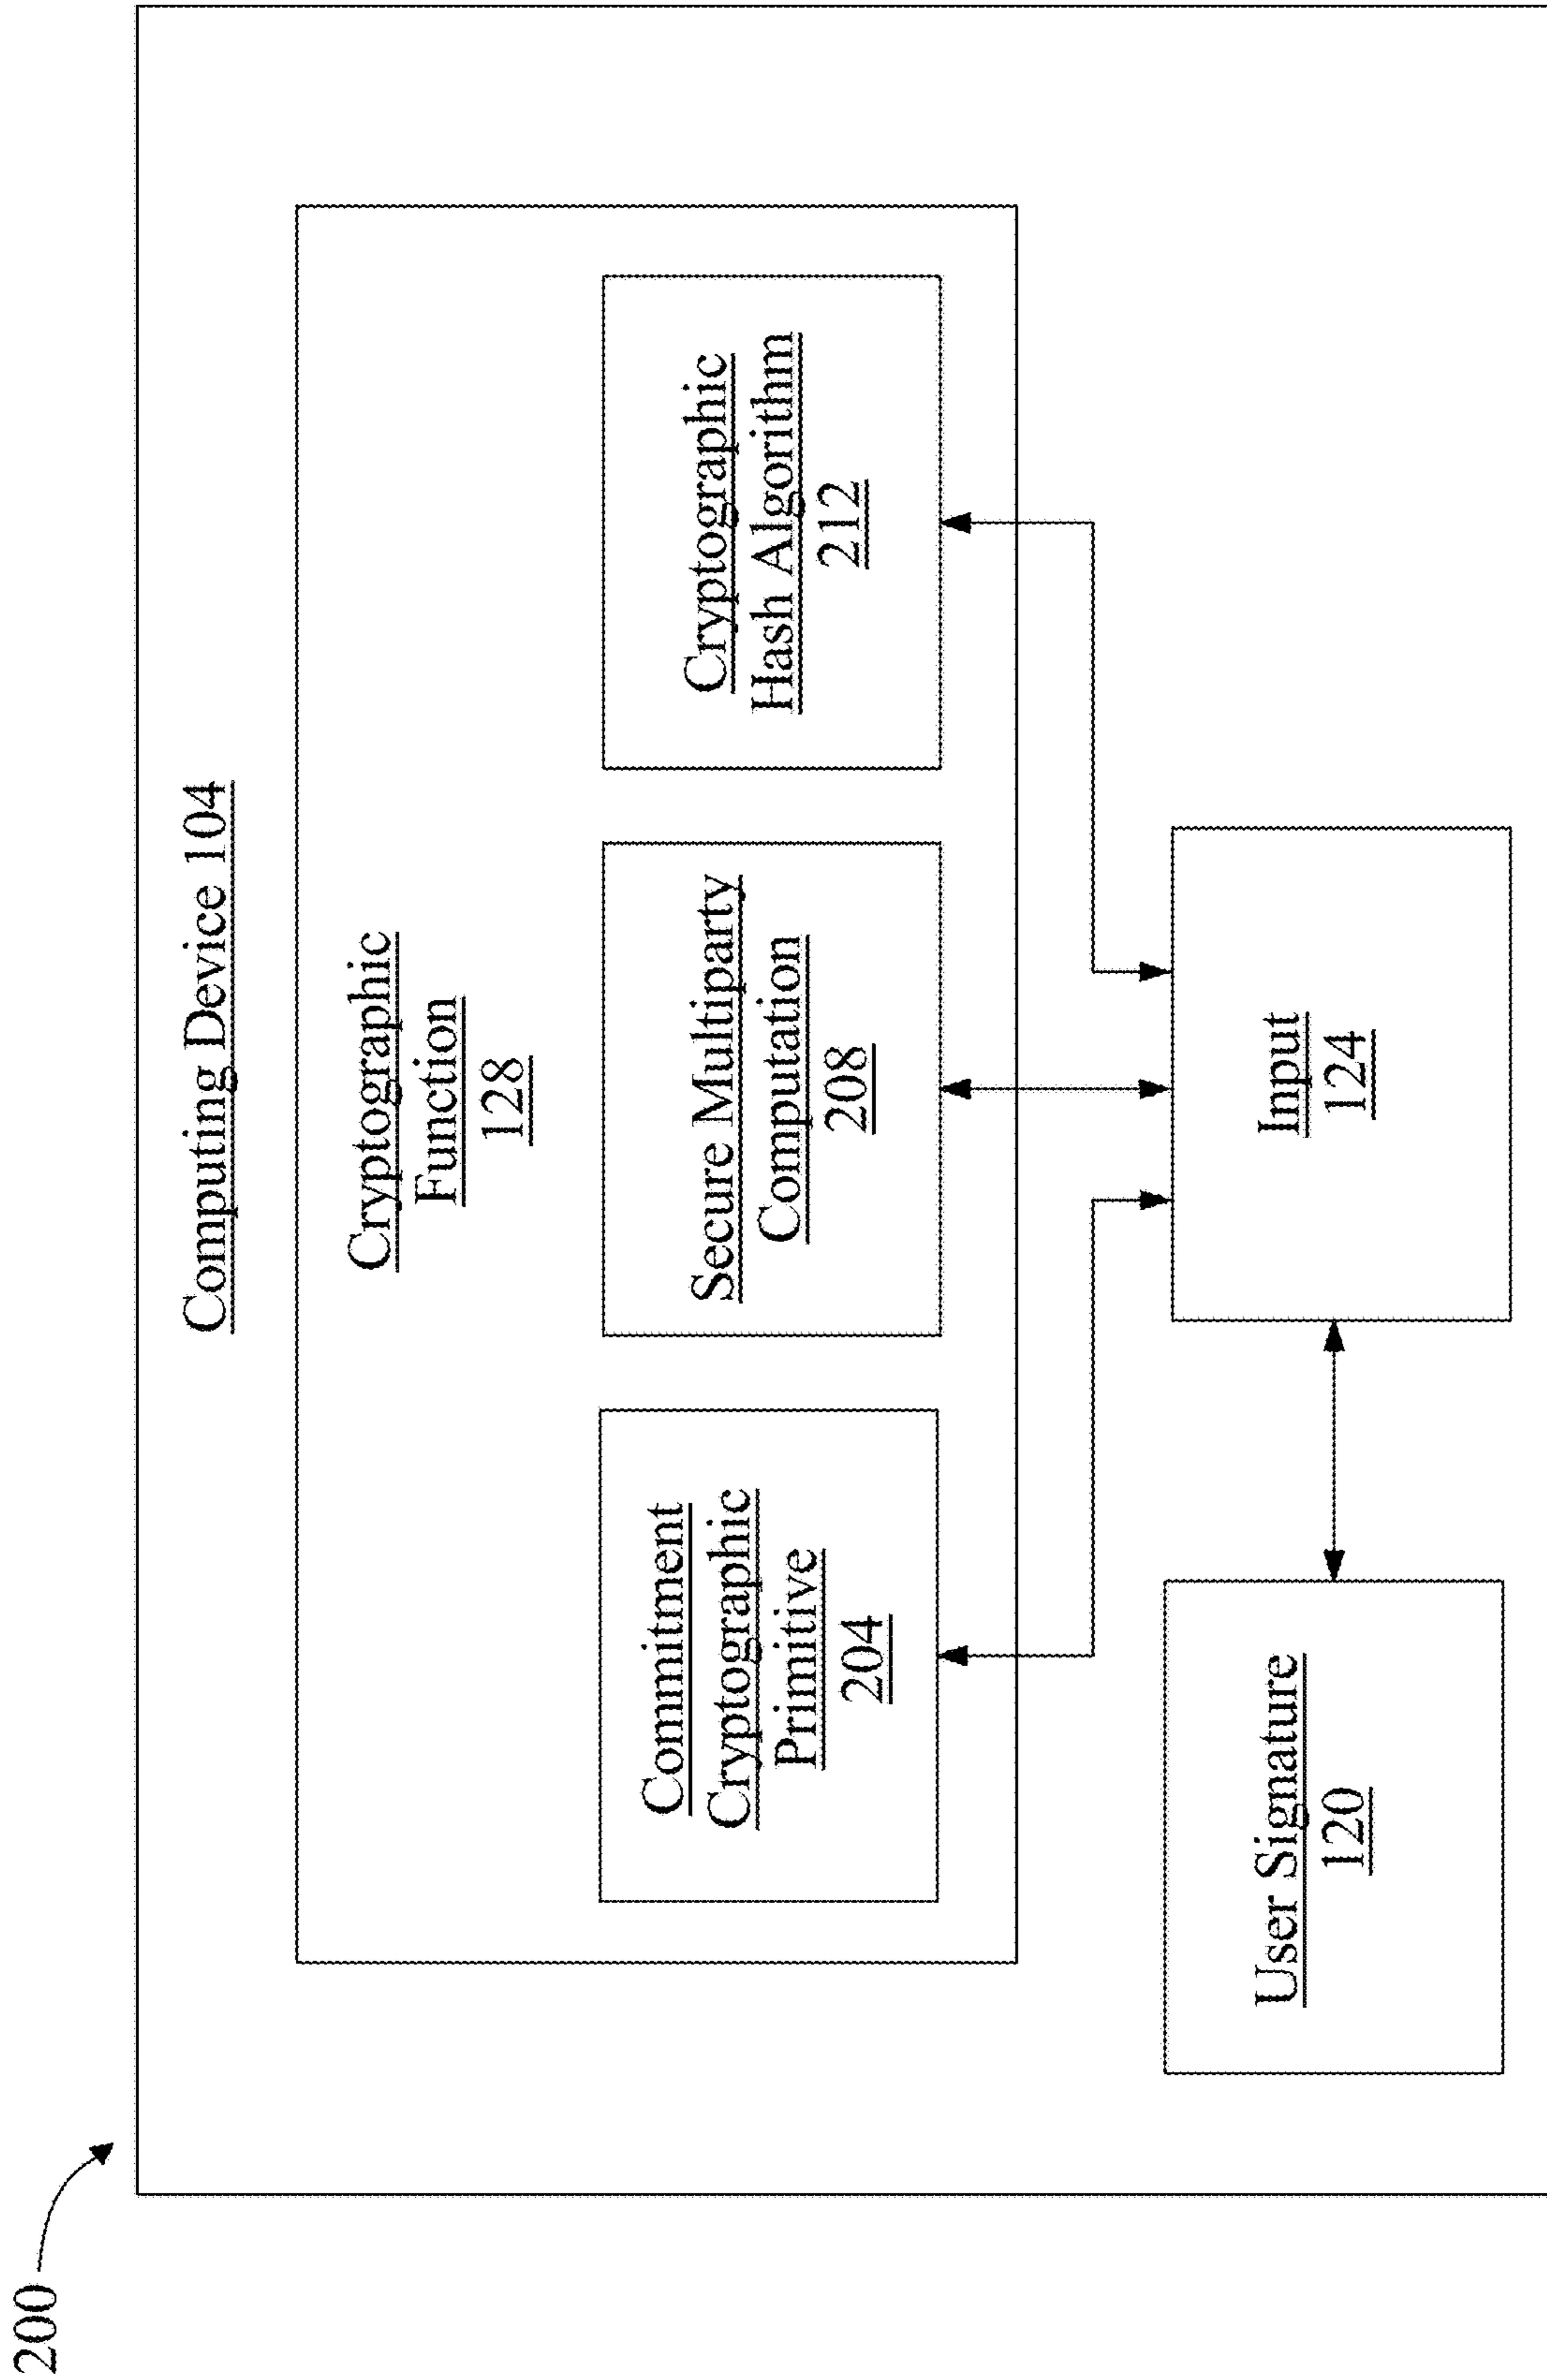 200
Computing Device 104
Cryptographic
Function
128
Commitment
Cryptographic
Primitive
204
Secure Multiparty
Computation
208
Cryptographic
Hash Algorithm
212
User Signature
120
Input
124